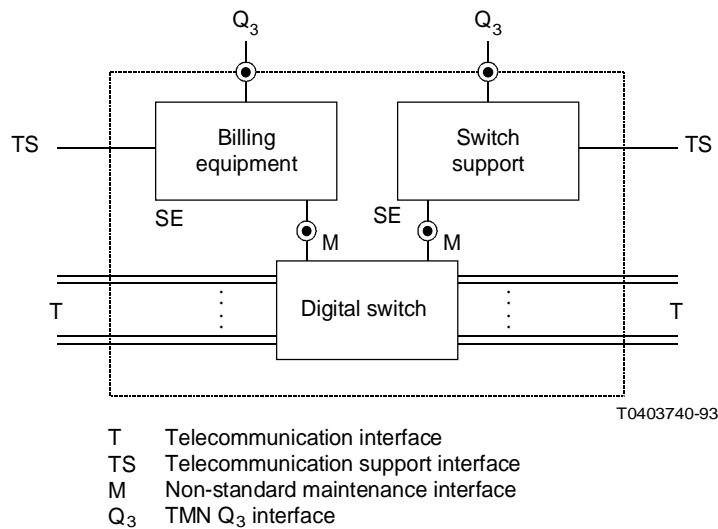 Q3 Q3
TS Billing equipment Switch support TS
SE SE
M M
T Digital switch T
T0403740-93
T Telecommunication interface
TS Telecommunication support interface
M Non-standard maintenance interface
Q3 TMN Q3 interface